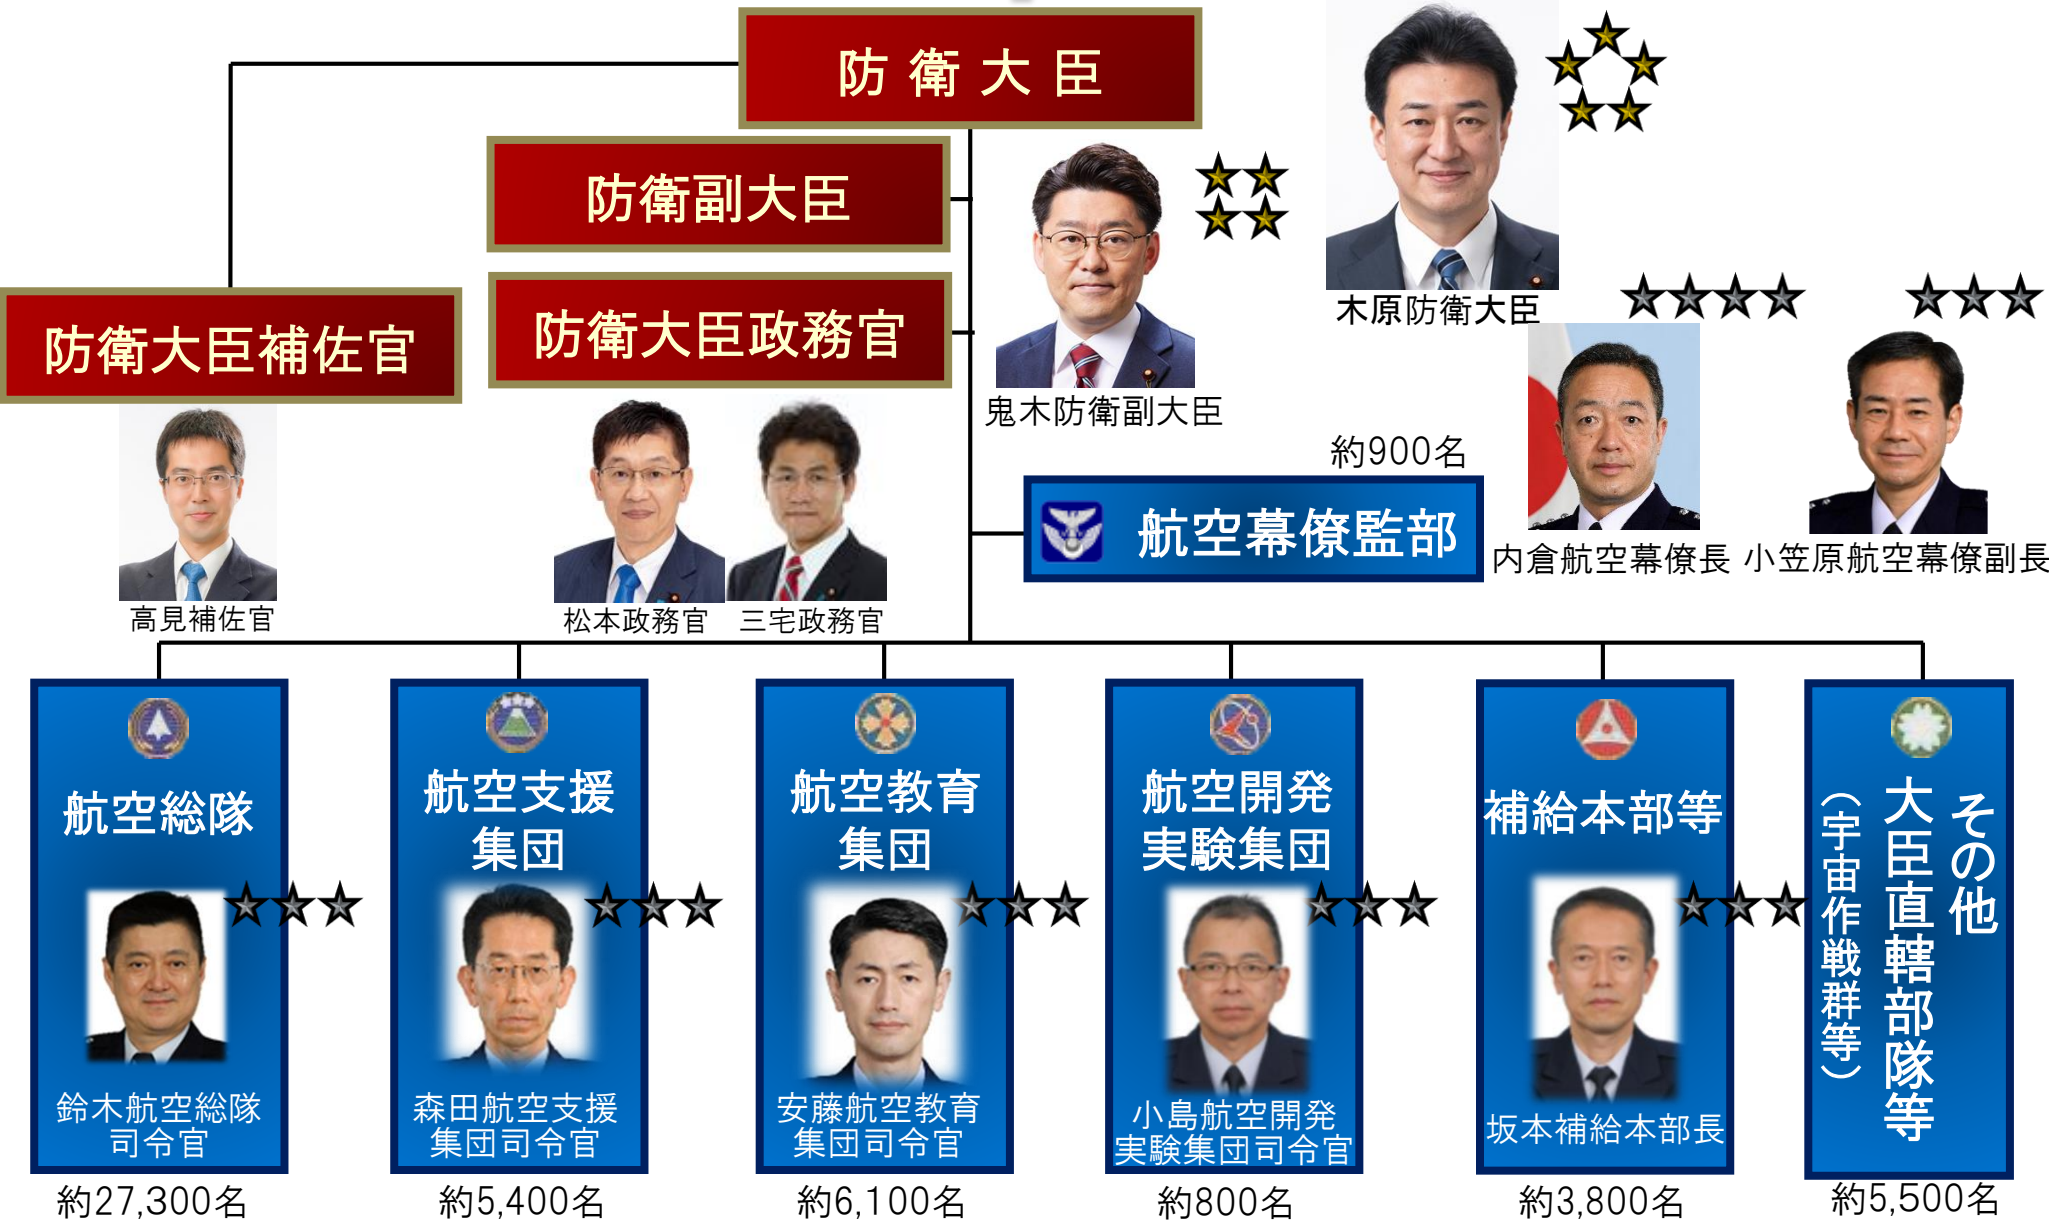 防衛大臣
防衛副大臣
防衛大臣政務官
防衛大臣補佐官
木原防衛大臣
鬼木防衛副大臣
高見補佐官
松本政務官
三宅政務官
約900名
航空幕僚監部
内倉航空幕僚長
小笠原航空幕僚副長
航空総隊
鈴木航空総隊
司令官
約27,300名
航空支援
集団
森田航空支援
集団司令官
約5,400名
航空教育
集団
安藤航空教育
集団司令官
約6,100名
航空開発
実験集団
小島航空開発
実験集団司令官
約800名
補給本部等
坂本補給本部長
約3,800名
その他
大臣直轄部隊等
（宇宙作戦群等）
約5,500名